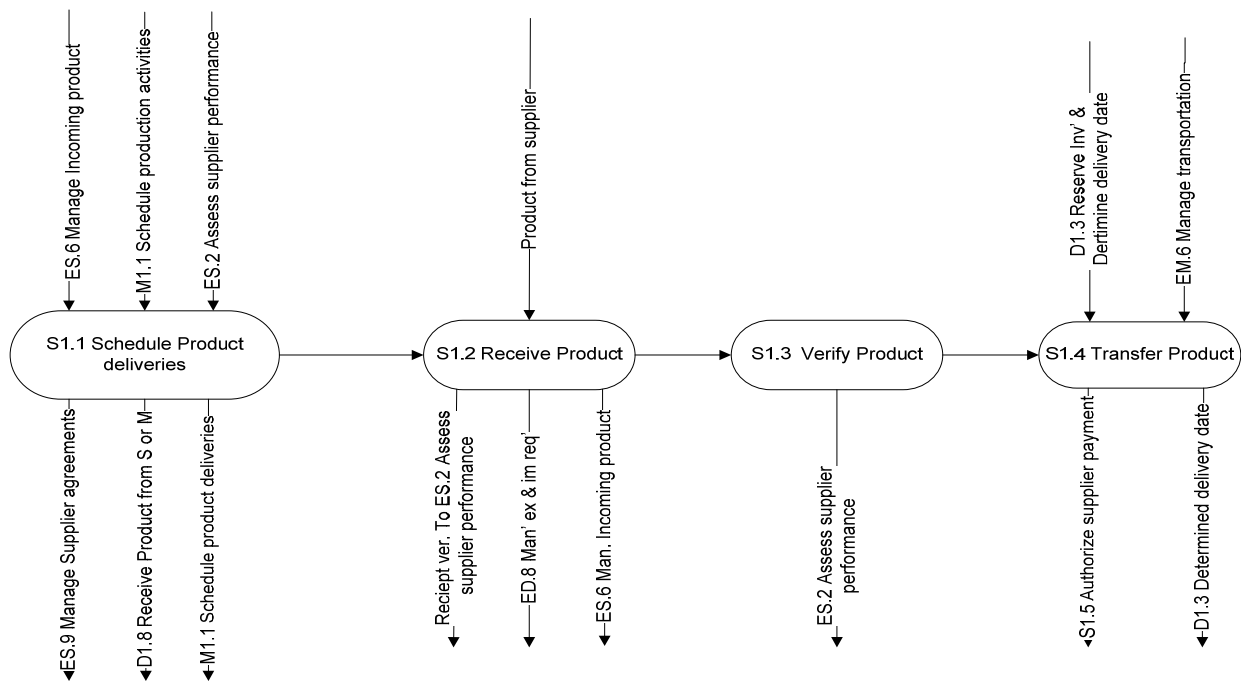 ES.6 Manage Incoming product
M1.1 Schedule production activities
ES.2 Assess supplier performance
Product from supplier
D1.3 Reserve Inv' &
Dertimine delivery date
EM.6 Manage transportation
S1.1 Schedule Product
deliveries
S1.2 Receive Product
S1.3 Verify Product
S1.4 Transfer Product
ES.9 Manage Supplier agreements
D1.8 Receive Product from S or M
M1.1 Schedule product deliveries
Reciept ver. To ES.2 Assess
supplier performance
ED.8 Man' ex & im req'
ES.6 Man. Incoming product
ES.2 Assess supplier
performance
S1.5 Authorize supplier payment
D1.3 Determined delivery date